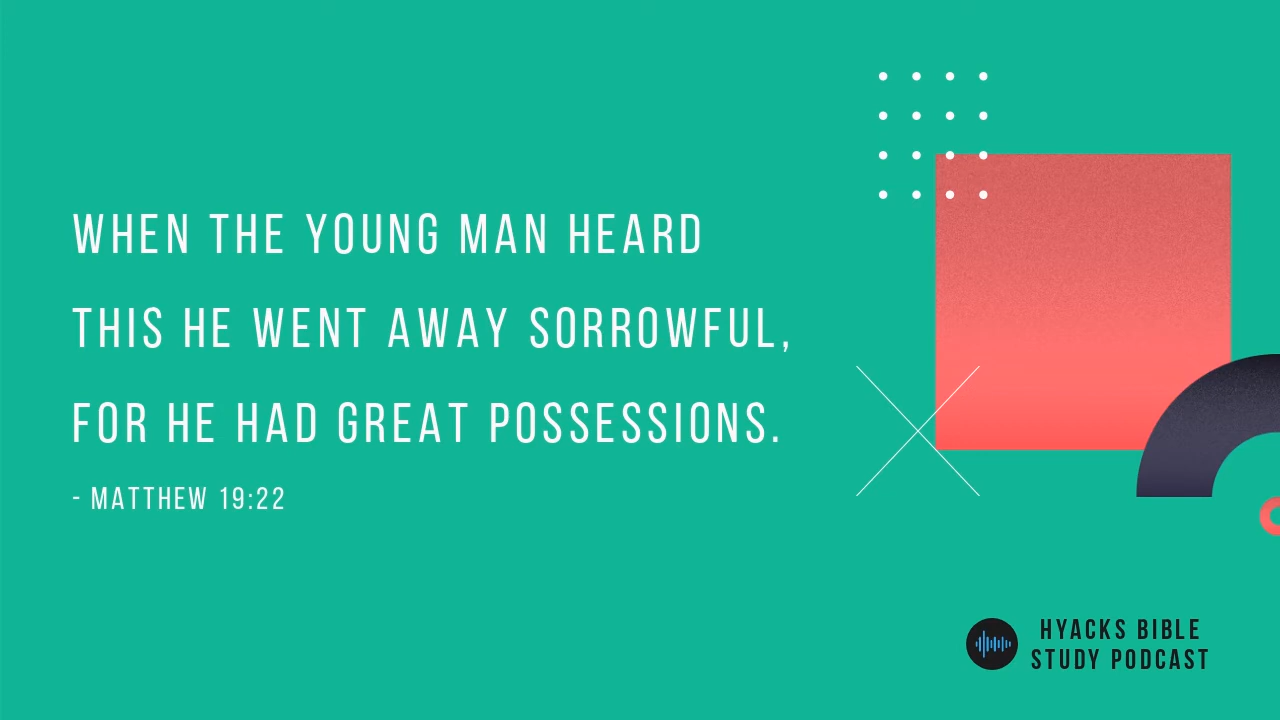 WHEN THE YOUNG MAN HEARD
THIS HE WENT AWAY SORROWFUL,
FOR HE HAD GREAT POSSESSIONS.
- MATTHEW 19:22
HYACKS BIBLE
STUDY PODCAST